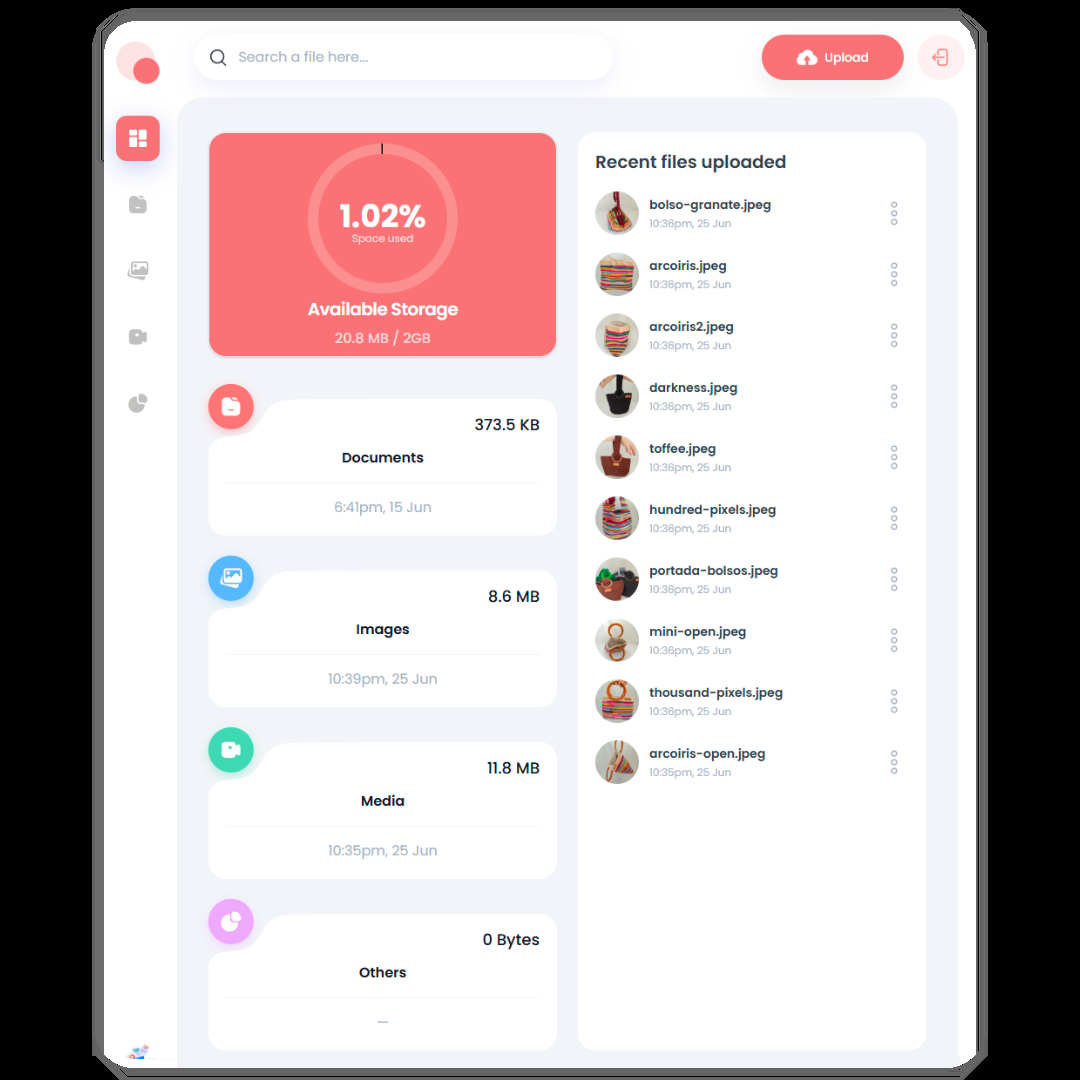 Search a file here...
Upload
1.02%
Space used
Available Storage
20.8 MB / 2GB
373.5 KB
Documents
6:41pm, 15 Jun
8.6 MB
Images
10:39pm, 25 Jun
11.8 MB
Media
10:35pm, 25 Jun
0 Bytes
Others
—
Recent files uploaded
bolso-granate.jpeg
10:36pm, 25 Jun
arcoiris.jpeg
10:36pm, 25 Jun
arcoiris2.jpeg
10:36pm, 25 Jun
darkness.jpeg
10:36pm, 25 Jun
toffee.jpeg
10:36pm, 25 Jun
hundred-pixels.jpeg
10:36pm, 25 Jun
portada-bolsos.jpeg
10:36pm, 25 Jun
mini-open.jpeg
10:36pm, 25 Jun
thousand-pixels.jpeg
10:36pm, 25 Jun
arcoiris-open.jpeg
10:35pm, 25 Jun